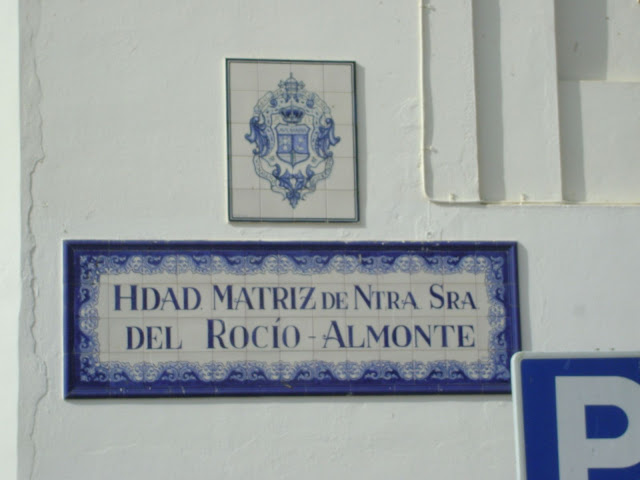 HDAD. MATRIZ DE NTRA. SRA.
DEL ROCÍO - ALMONTE
P